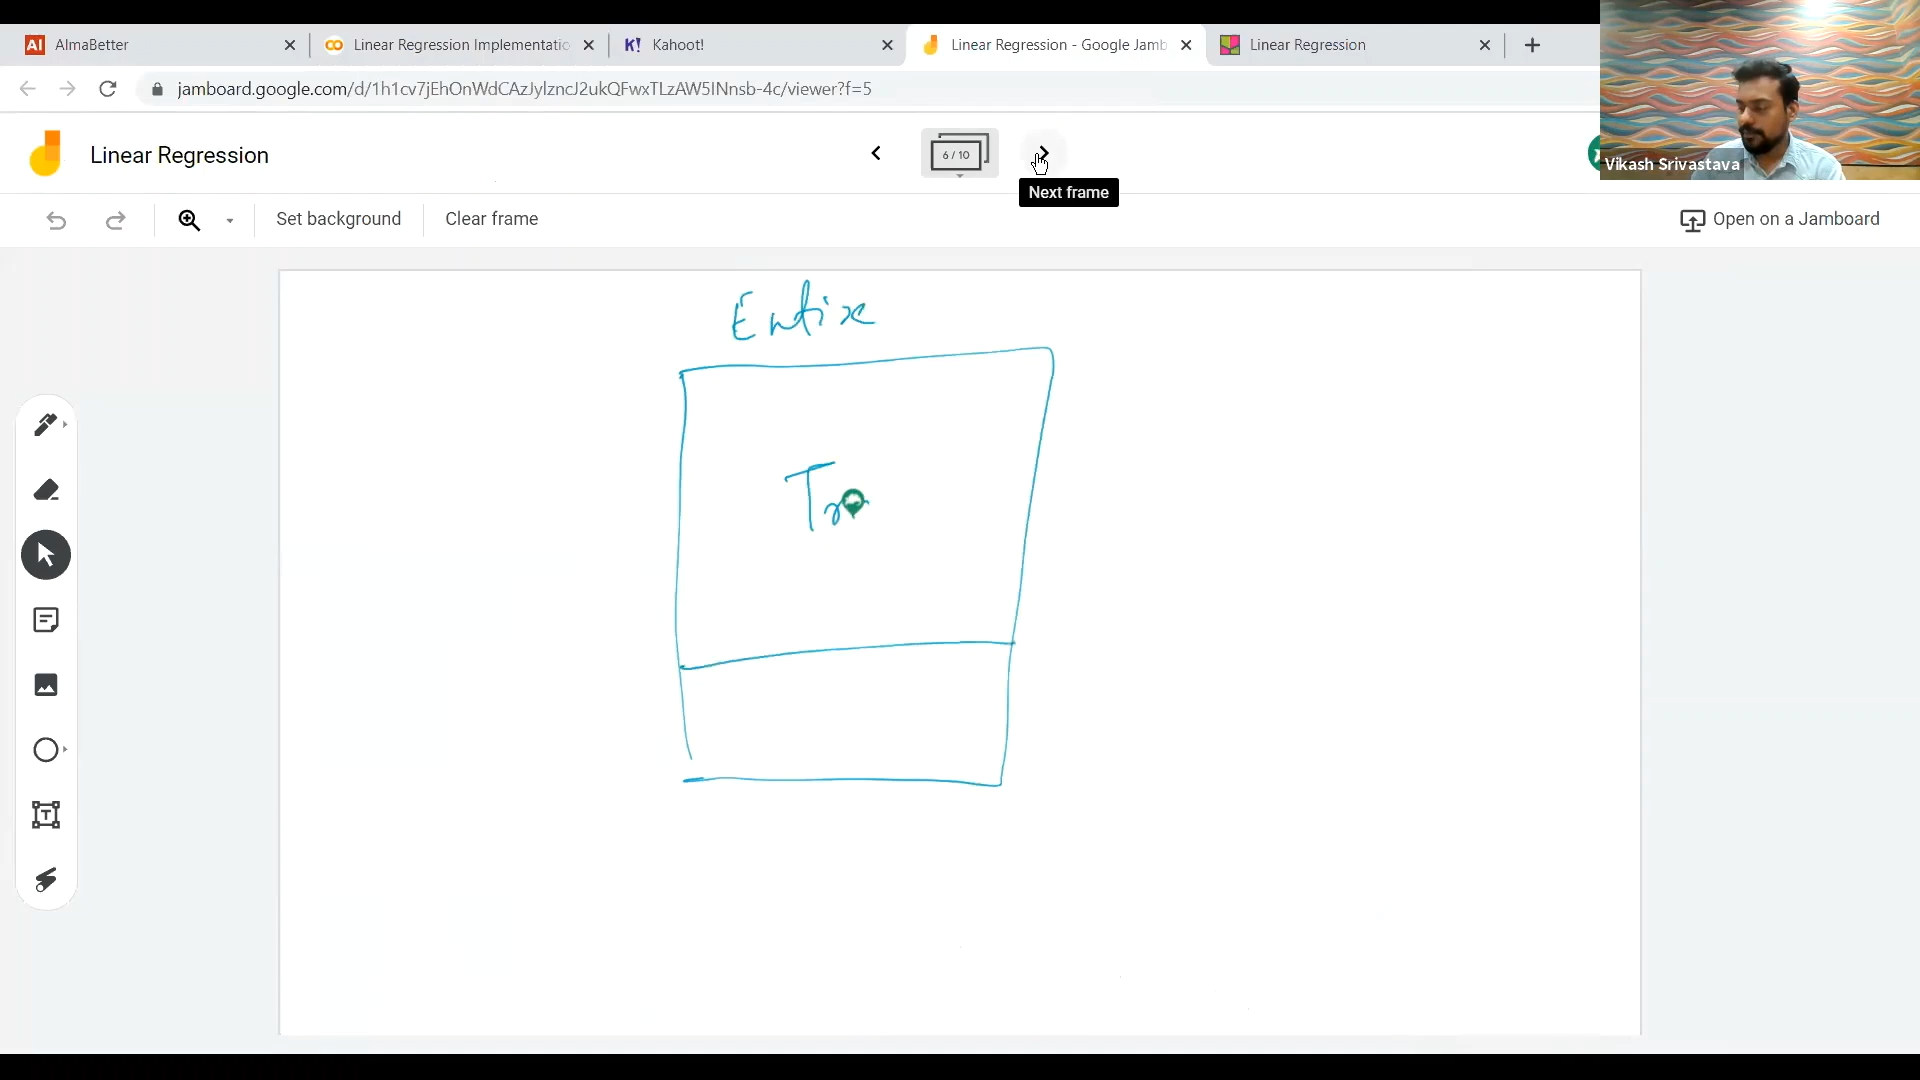 AlmaBetter
Linear Regression Implementatio
K! Kahoot!
Linear Regression - Google Jamb
Linear Regression
jamboard.google.com/d/1h1cv7jEhOnWdCAzJylzncJ2ukQFwxTLzAW5INnsb-4c/viewer?f=5
Linear Regression
6 / 10
Next frame
Vikash Srivastava
Set background
Clear frame
Open on a Jamboard
Entire
Tr